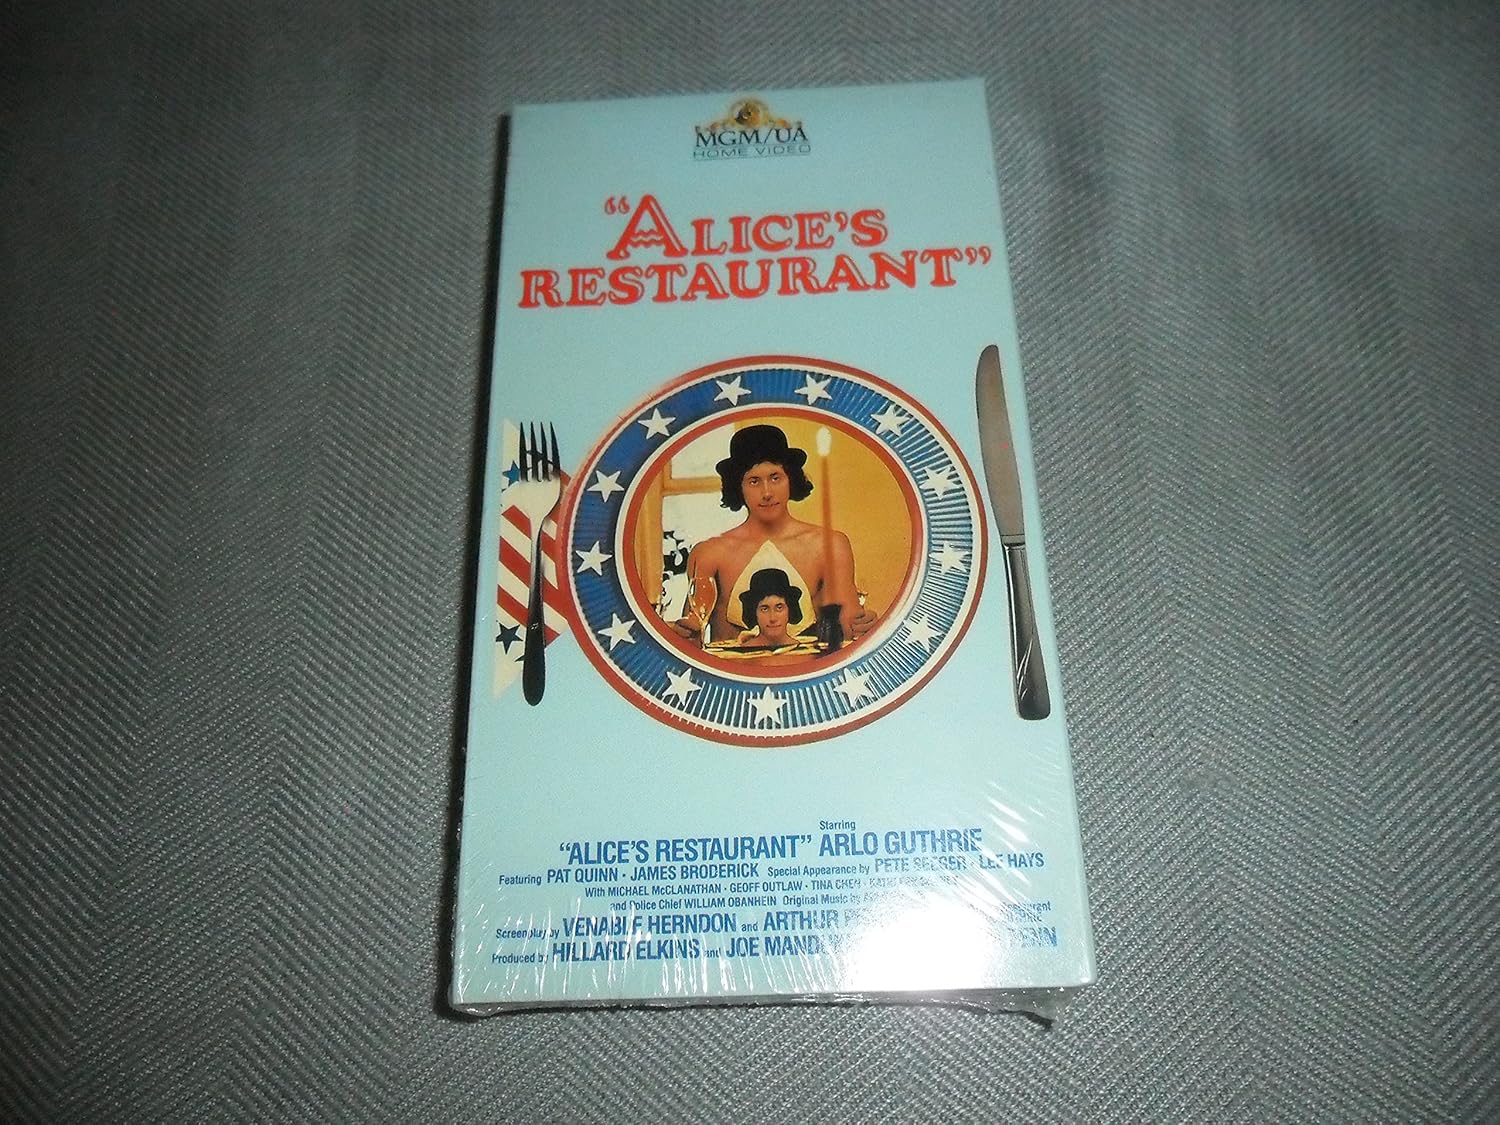 MGM/UA
HOME VIDEO
"ALICE'S
RESTAURANT"
Starring
"ALICE'S RESTAURANT" ARLO GUTHRIE
Featuring PAT QUINN · JAMES BRODERICK Special Appearance by PETE SEEGER · LEE HAYS
With MICHAEL McCLANATHAN · GEOFF OUTLAW · TINA CHEN ·
and Police Chief WILLIAM OBANHEIN Original Music by
Restaurant
Screenplay by VENABLE HERNDON and ARTHUR
Produced by HILLARD ELKINS and JOE